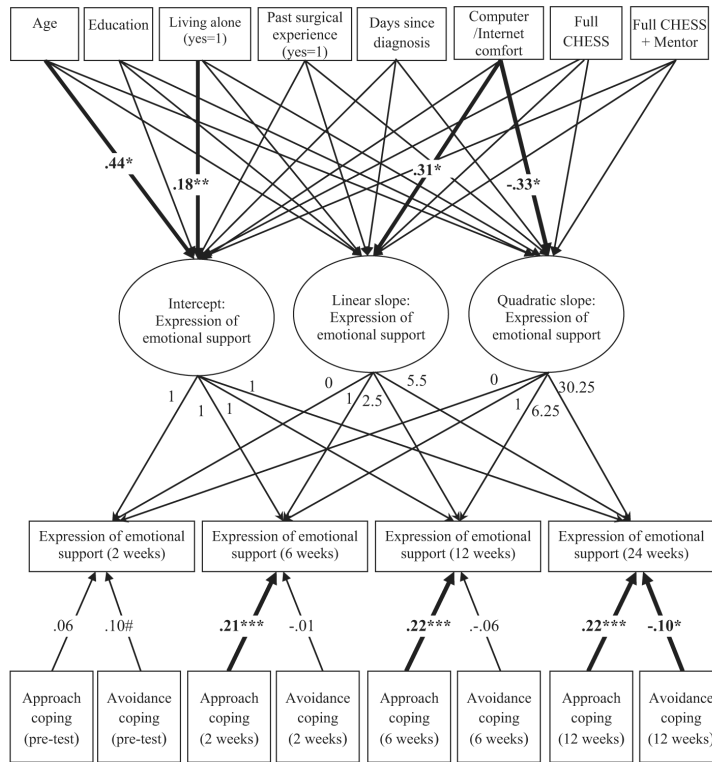 Age
Education
Living alone
(yes=1)
Past surgical
experience
(yes=1)
Days since
diagnosis
Computer
/Internet
comfort
Full
CHESS
Full CHESS
+ Mentor
.44*
.18**
.31*
-.33*
Intercept:
Expression of
emotional support
Linear slope:
Expression of
emotional support
Quadratic slope:
Expression of
emotional support
1
1
1
1
0
1
2.5
5.5
0
1
6.25
30.25
Expression of emotional
support (2 weeks)
Expression of emotional
support (6 weeks)
Expression of emotional
support (12 weeks)
Expression of emotional
support (24 weeks)
.06
.10#
.21***
-.01
.22***
.-.06
.22***
-.10*
Approach
coping
(pre-test)
Avoidance
coping
(pre-test)
Approach
coping
(2 weeks)
Avoidance
coping
(2 weeks)
Approach
coping
(6 weeks)
Avoidance
coping
(6 weeks)
Approach
coping
(12 weeks)
Avoidance
coping
(12 weeks)